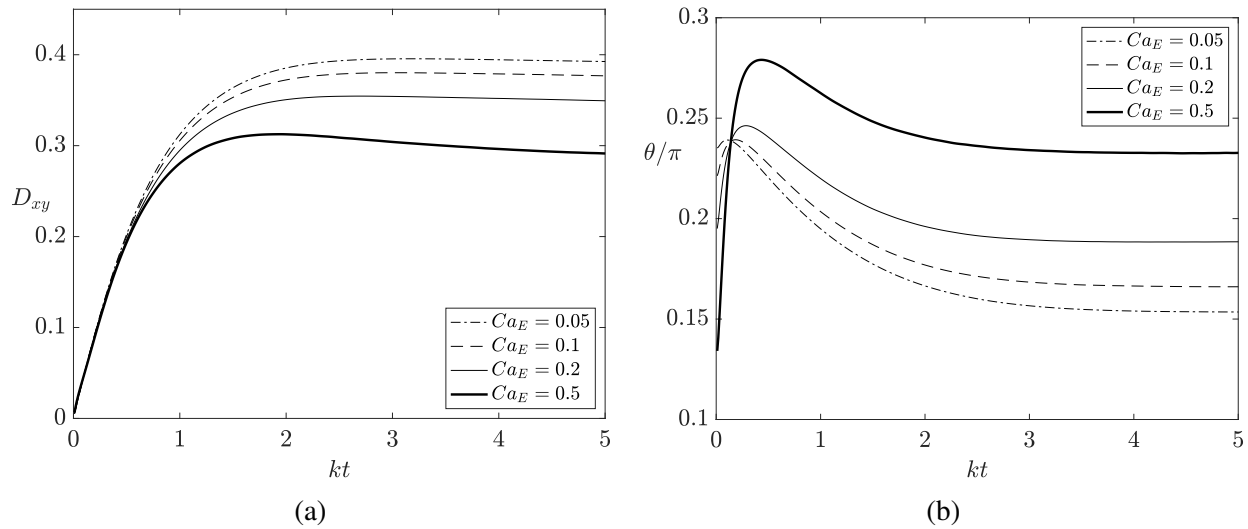 0.4
0.3
D_{xy}
0.2
0.1
0
0 1 2 3 4 5
kt
Ca_E = 0.05
Ca_E = 0.1
Ca_E = 0.2
Ca_E = 0.5
(a)
0.3
0.25
θ/π
0.2
0.15
0.1
0 1 2 3 4 5
kt
Ca_E = 0.05
Ca_E = 0.1
Ca_E = 0.2
Ca_E = 0.5
(b)